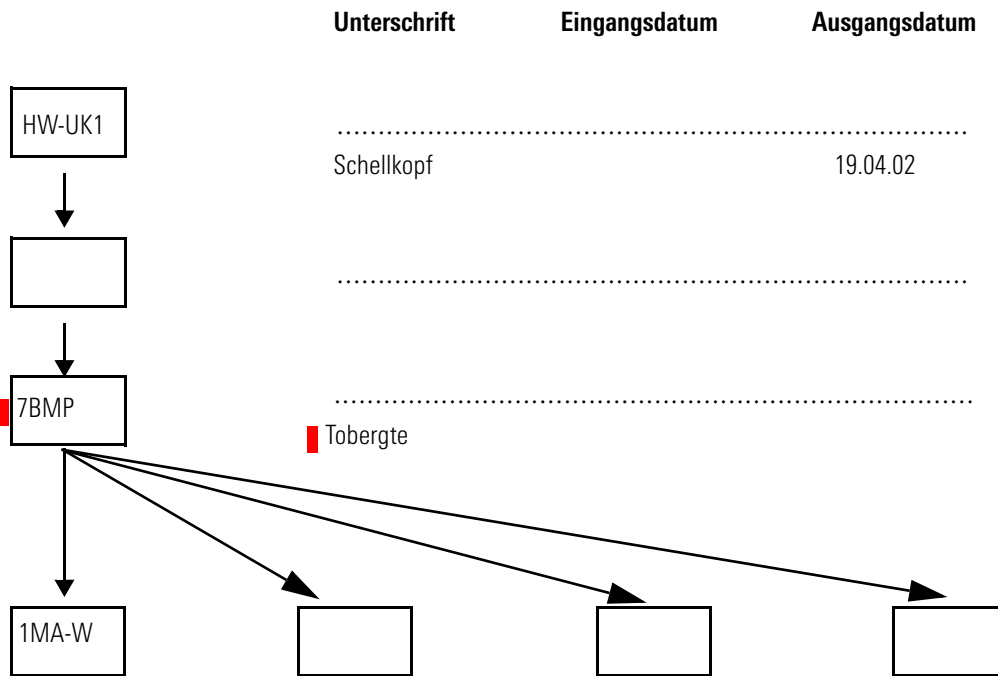 Unterschrift Eingangsdatum Ausgangsdatum
HW-UK1
Schellkopf 19.04.02
7BMP
Tobergte
1MA-W